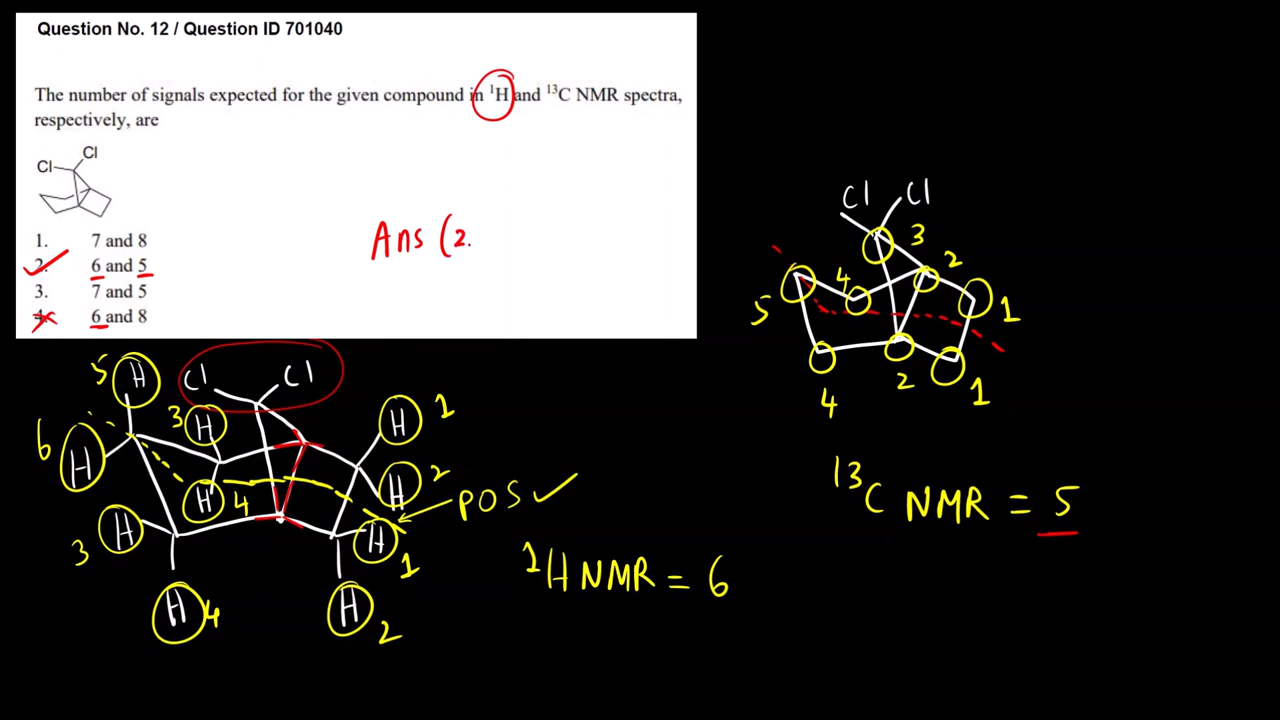 Question No. 12 / Question ID 701040
The number of signals expected for the given compound in ¹H and ¹³C NMR spectra,
respectively, are
Cl
Cl
1. 7 and 8
2. 6 and 5
3. 7 and 5
4. 6 and 8
Ans (2.
Cl Cl
3
2
4
5
1
4
2
1
¹³C NMR = 5
Cl Cl
5 H
3 H
H 1
6 H
H 4
H 2
POS ✓
3 H
H 1
H 4
H 2
¹H NMR = 6